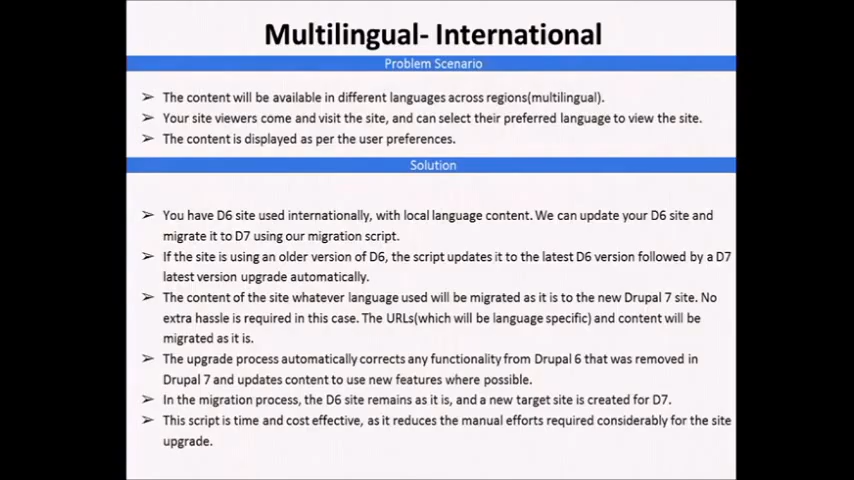 Multilingual- International
Problem Scenario
➢ The content will be available in different languages across regions(multilingual).
➢ Your site viewers come and visit the site, and can select their preferred language to view the site.
➢ The content is displayed as per the user preferences.
Solution
➢ You have D6 site used internationally, with local language content. We can update your D6 site and
migrate it to D7 using our migration script.
➢ If the site is using an older version of D6, the script updates it to the latest D6 version followed by a D7
latest version upgrade automatically.
➢ The content of the site whatever language used will be migrated as it is to the new Drupal 7 site. No
extra hassle is required in this case. The URLs(which will be language specific) and content will be
migrated as it is.
➢ The upgrade process automatically corrects any functionality from Drupal 6 that was removed in
Drupal 7 and updates content to use new features where possible.
➢ In the migration process, the D6 site remains as it is, and a new target site is created for D7.
➢ This script is time and cost effective, as it reduces the manual efforts required considerably for the site
upgrade.